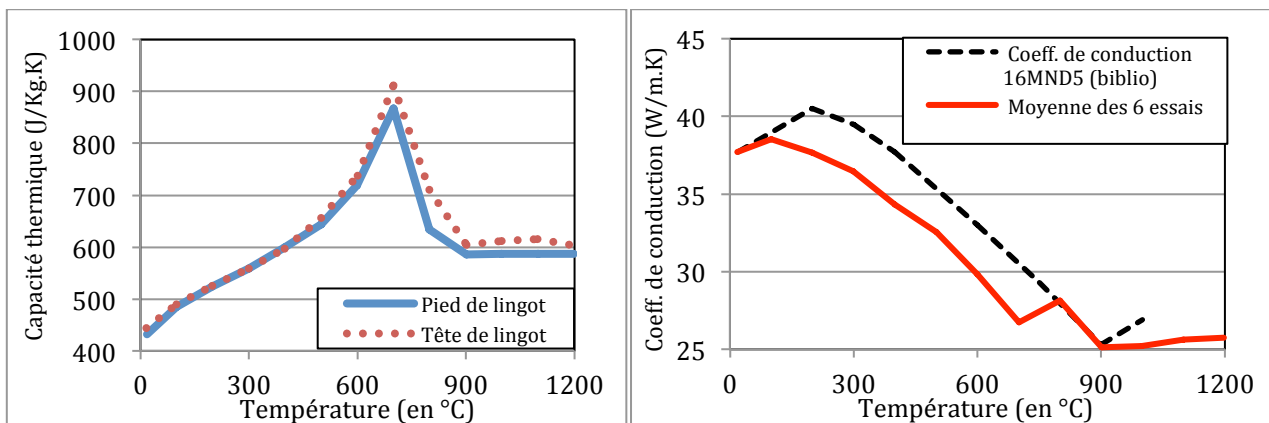 Capacité thermique (J/Kg.K)
1000
900
800
700
600
500
400
Pied de lingot
Tête de lingot
0
300
600
900
1200
Température (en °C)
Coeff. de conduction (W/m.K)
45
40
35
30
25
Coeff. de conduction
16MND5 (biblio)
Moyenne des 6 essais
0
300
600
900
1200
Température (en °C)